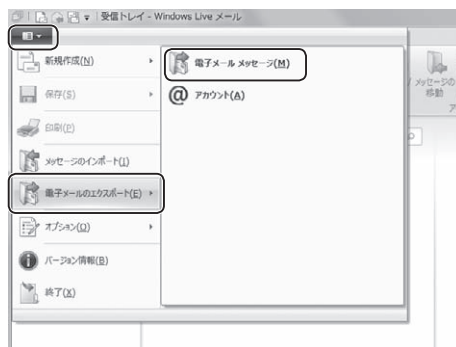 受信トレイ - Windows Live メール
新規作成(N)
電子メール メッセージ(M)
保存(S)
アカウント(A)
メッセージの
移動
印刷(P)
メッセージのインポート(I)
電子メールのエクスポート(E)
オプション(O)
バージョン情報(B)
終了(X)